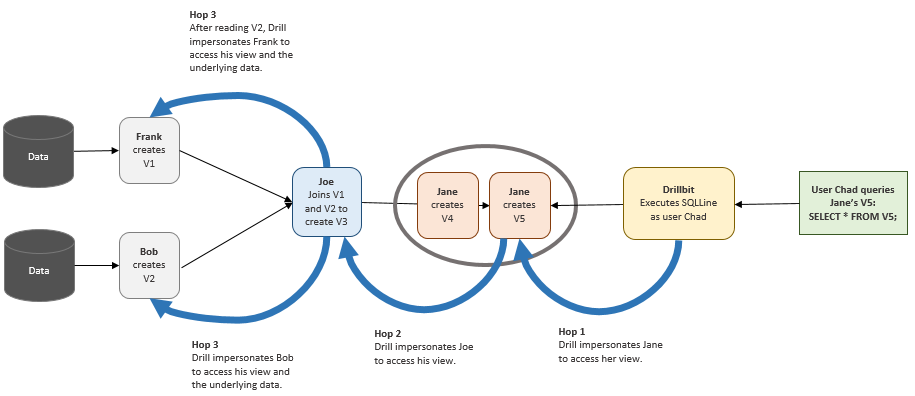 Hop 3
After reading V2, Drill
impersonates Frank to
access his view and the
underlying data.
Data
Frank
creates
V1
Joe
Joins V1
and V2 to
create V3
Jane
creates
V4
Jane
creates
V5
Drillbit
Executes SQLLine
as user Chad
User Chad queries
Jane's V5:
SELECT * FROM V5;
Data
Bob
creates
V2
Hop 3
Drill impersonates Bob
to access his view and
the underlying data.
Hop 2
Drill impersonates Joe
to access his view.
Hop 1
Drill impersonates Jane
to access her view.